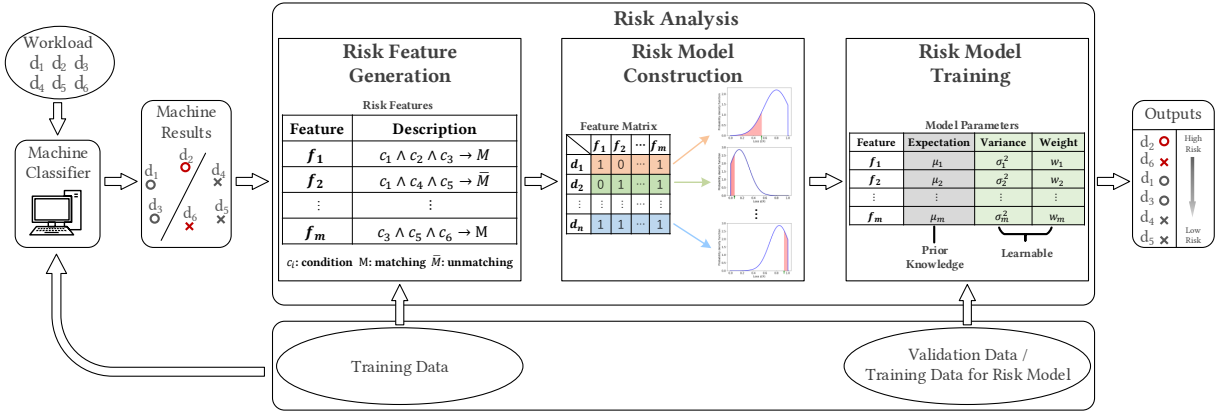 Risk Analysis
Workload
d₁ d₂ d₃
d₄ d₅ d₆
Machine
Classifier
Machine
Results
d₁
d₂
d₃
d₄
d₆
d₅
Risk Feature
Generation
Risk Features
Feature Description
f₁ c₁ ∧ c₂ ∧ c₃ → M
f₂ c₁ ∧ c₄ ∧ c₅ → M̄
⋮ ⋮
fₘ c₃ ∧ c₅ ∧ c₆ → M
cᵢ: condition M: matching M̄: unmatching
Risk Model
Construction
Feature Matrix
f₁ f₂ ··· fₘ
d₁ 1 0 ··· 1
d₂ 0 1 ··· 1
⋮ ⋮ ⋮ ⋮ ⋮
dₙ 1 1 ··· 1
⋮
Risk Model
Training
Model Parameters
Feature Expectation Variance Weight
f₁ μ₁ σ₁² w₁
f₂ μ₂ σ₂² w₂
⋮ ⋮ ⋮ ⋮
fₘ μₘ σₘ² wₘ
Prior
Knowledge
Learnable
Outputs
d₂
d₆
d₁
d₃
d₄
d₅
High
Risk
Low
Risk
Training Data
Validation Data /
Training Data for Risk Model